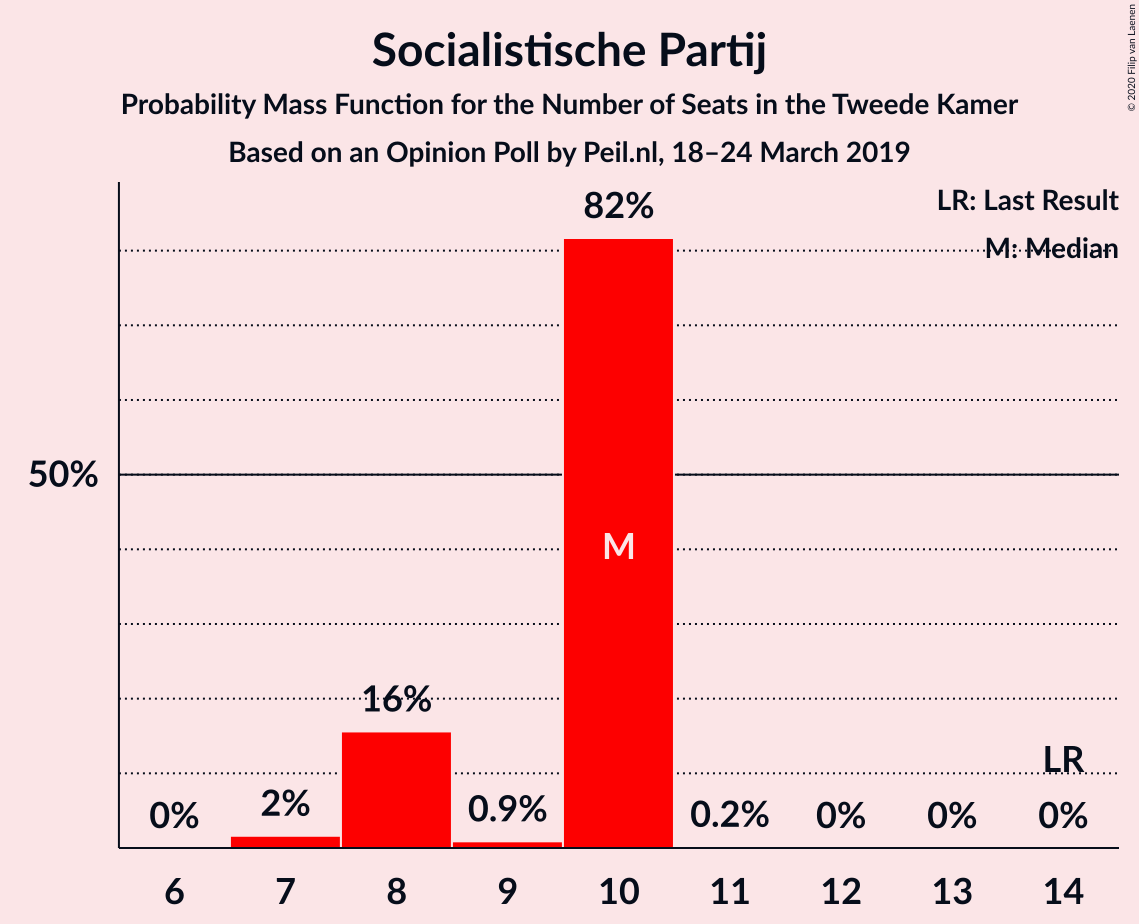 Socialistische Partij
Probability Mass Function for the Number of Seats in the Tweede Kamer
Based on an Opinion Poll by Peil.nl, 18–24 March 2019
© 2020 Filip van Laenen
LR: Last Result
M: Median
82%
50%
M
16%
LR
0%
2%
0.9%
0.2%
0%
0%
0%
6 7 8 9 10 11 12 13 14